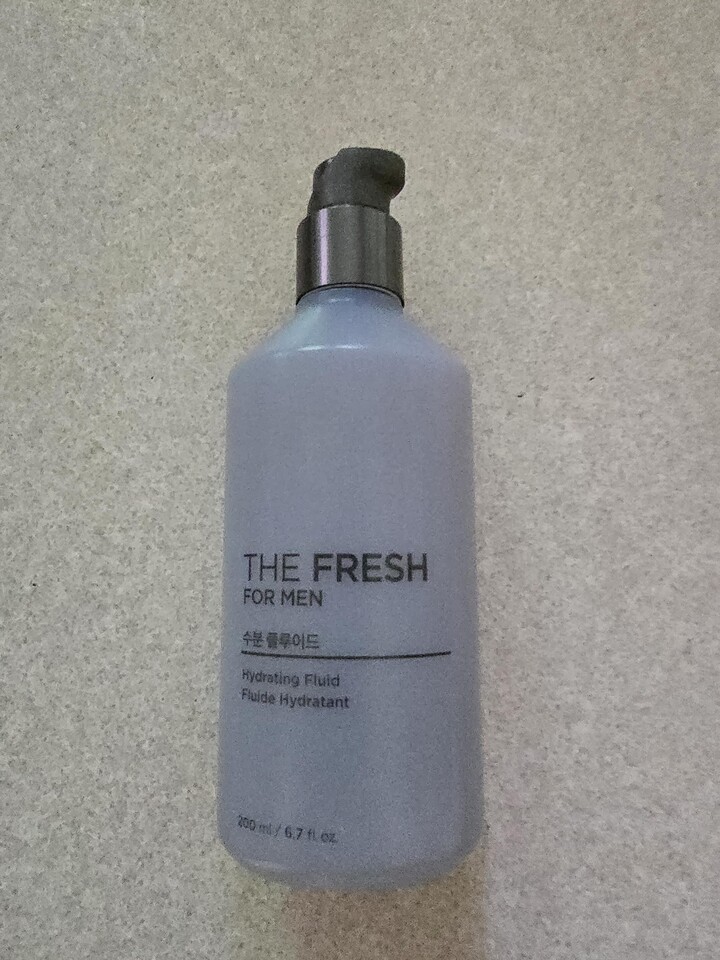 THE FRESH
FOR MEN
수분 플루이드
Hydrating Fluid
Fluide Hydratant
200 ml / 6.7 fl. oz.